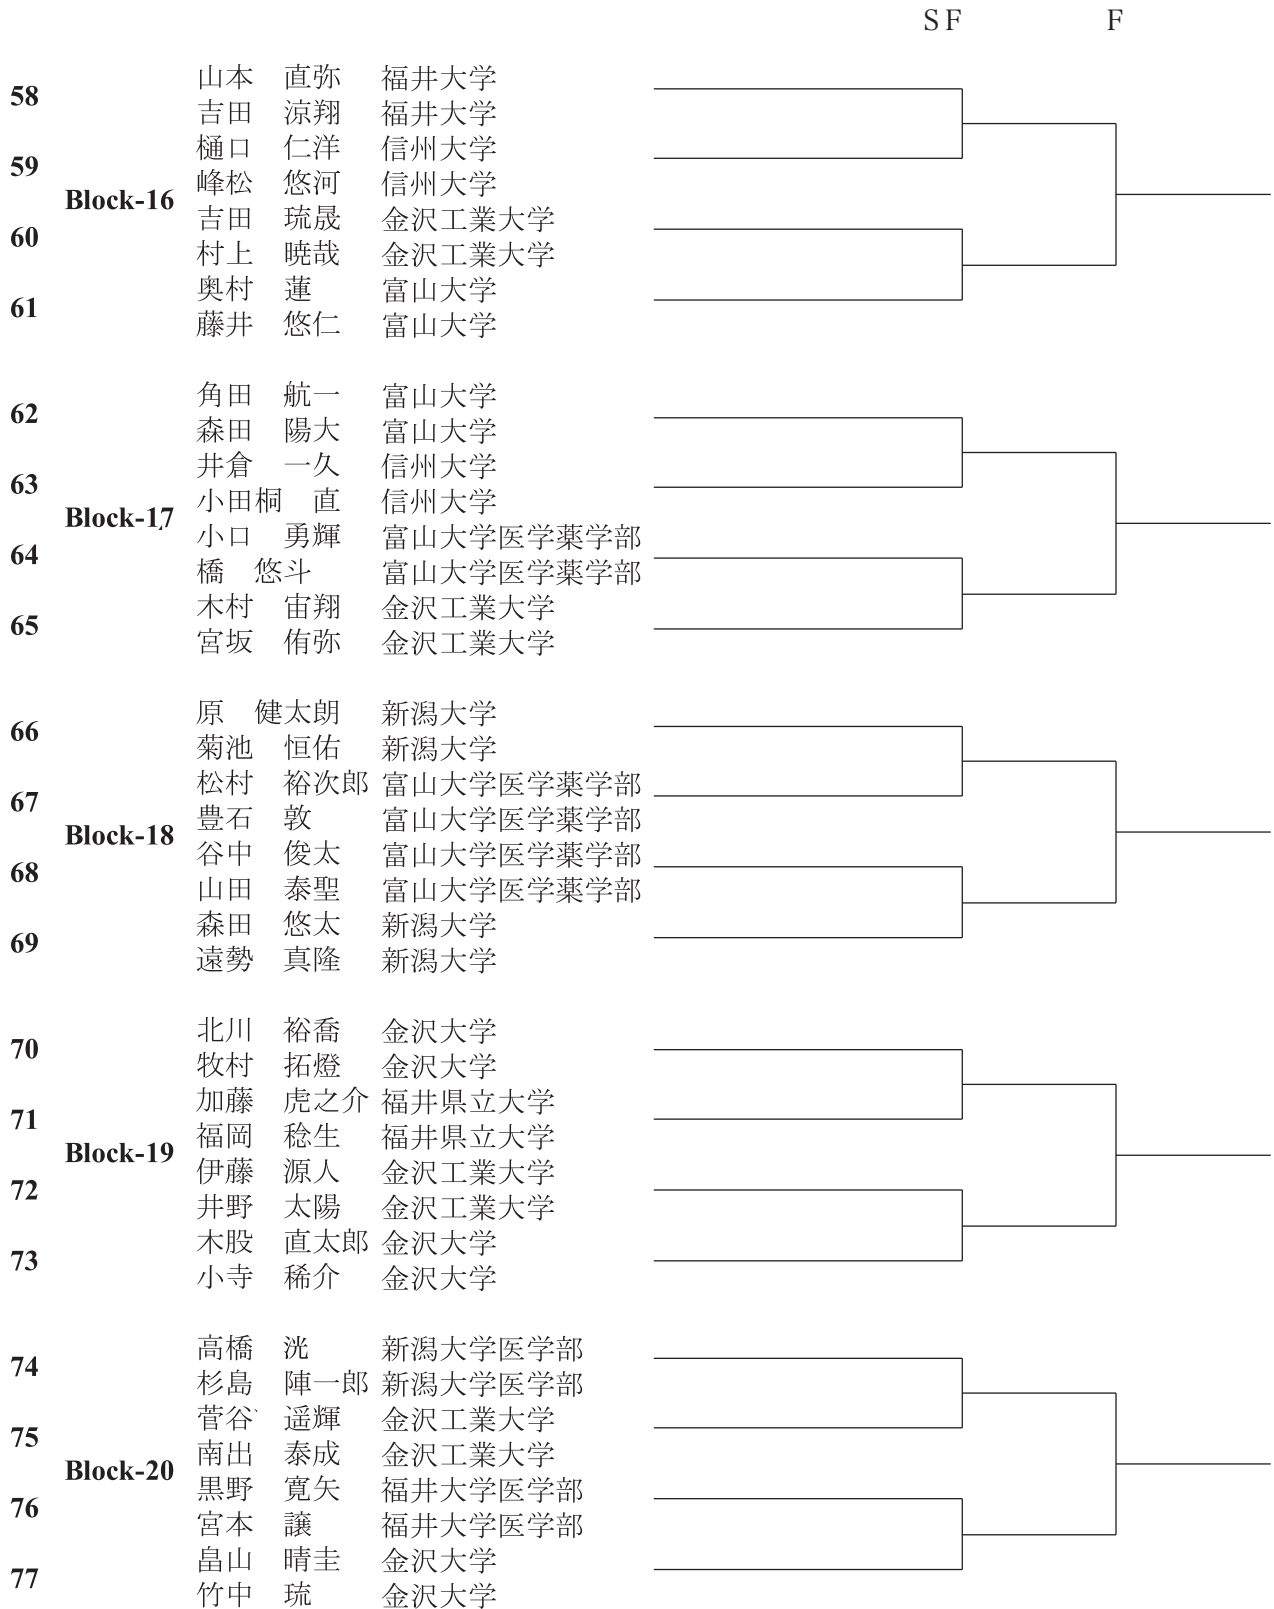 SF F
山本 直弥 福井大学
58
吉田 涼翔 福井大学
樋口 仁洋 信州大学
59
峰松 悠河 信州大学
Block-16
吉田 琉晟 金沢工業大学
60
村上 暁哉 金沢工業大学
奥村 蓮 富山大学
61
藤井 悠仁 富山大学
角田 航一 富山大学
62
森田 陽大 富山大学
井倉 一久 信州大学
63
小田桐 直 信州大学
Block-17
小口 勇輝 富山大学医学薬学部
64
橋 悠斗 富山大学医学薬学部
木村 宙翔 金沢工業大学
65
宮坂 侑弥 金沢工業大学
原 健太朗 新潟大学
66
菊池 恒佑 新潟大学
松村 裕次郎 富山大学医学薬学部
67
豊石 敦 富山大学医学薬学部
Block-18
谷中 俊太 富山大学医学薬学部
68
山田 泰聖 富山大学医学薬学部
森田 悠太 新潟大学
69
遠勢 真隆 新潟大学
北川 裕喬 金沢大学
70
牧村 拓燈 金沢大学
加藤 虎之介 福井県立大学
71
福岡 稔生 福井県立大学
Block-19
伊藤 源人 金沢工業大学
72
井野 太陽 金沢工業大学
木股 直太郎 金沢大学
73
小寺 稀介 金沢大学
高橋 洸 新潟大学医学部
74
杉島 陣一郎 新潟大学医学部
菅谷 遥輝 金沢工業大学
75
南出 泰成 金沢工業大学
Block-20
黒野 寛矢 福井大学医学部
76
宮本 譲 福井大学医学部
畠山 晴圭 金沢大学
77
竹中 琉 金沢大学